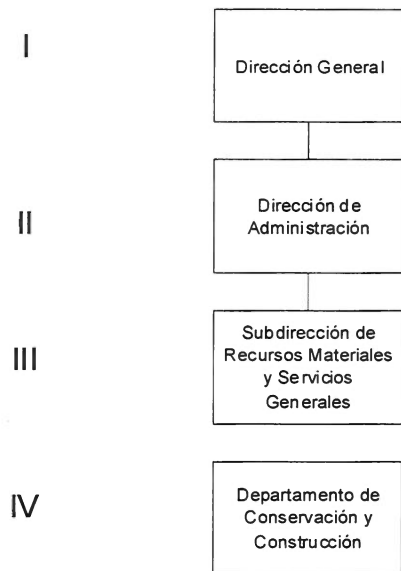 I
Dirección General
II
Dirección de
Administración
III
Subdirección de
Recursos Materiales
y Servicios
Generales
IV
Departamento de
Conservación y
Construcción